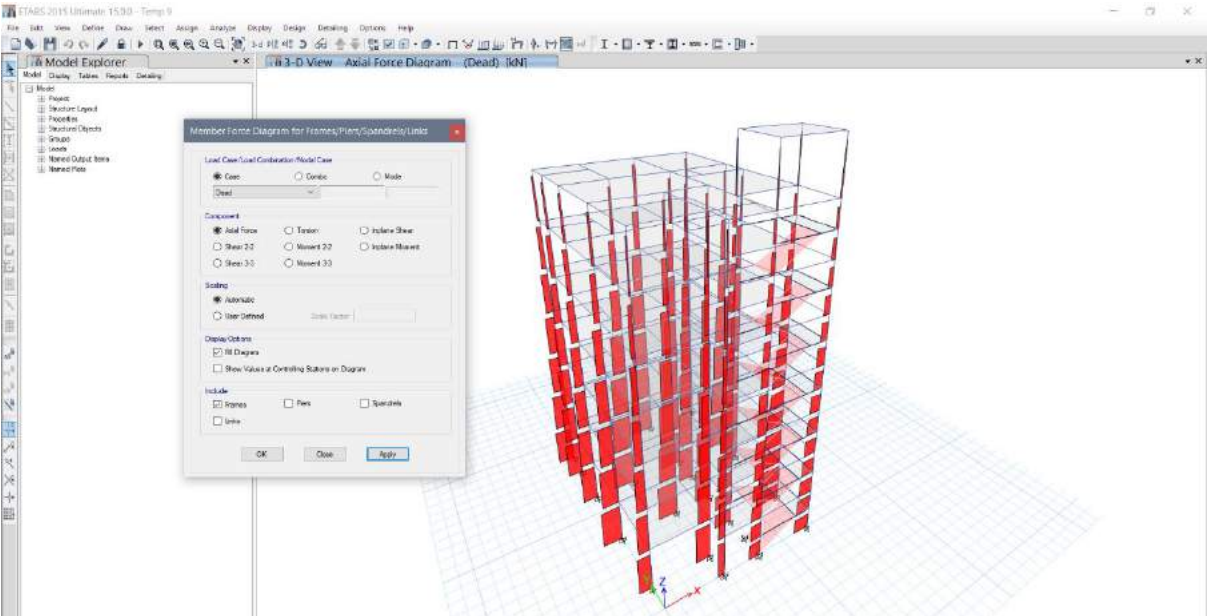 ETABS 2015 Ultimate 15.0.0 - Temp 9
File Edit View Define Draw Select Assign Analyze Display Design Detailing Options Help
Model Explorer
3-D View Axial Force Diagram (Dead) [kN]
Model Display Tables Reports Detailing
Model
Project
Structure Layout
Properties
Structural Objects
Groups
Loads
Named Output Items
Named Plots
Member Force Diagram for Frames/Piers/Spandrels/Links
Load Case/Load Combination/Modal Case
Case Combo Mode
Dead
Component
Axial Force Torsion Inplane Shear
Shear 2-2 Moment 2-2 Inplane Moment
Shear 3-3 Moment 3-3
Scaling
Automatic
User Defined Scale Factor
Display Options
Fill Diagram
Show Values at Controlling Stations on Diagram
Include
Frames Piers Spandrels
Links
OK Close Apply
Z
X